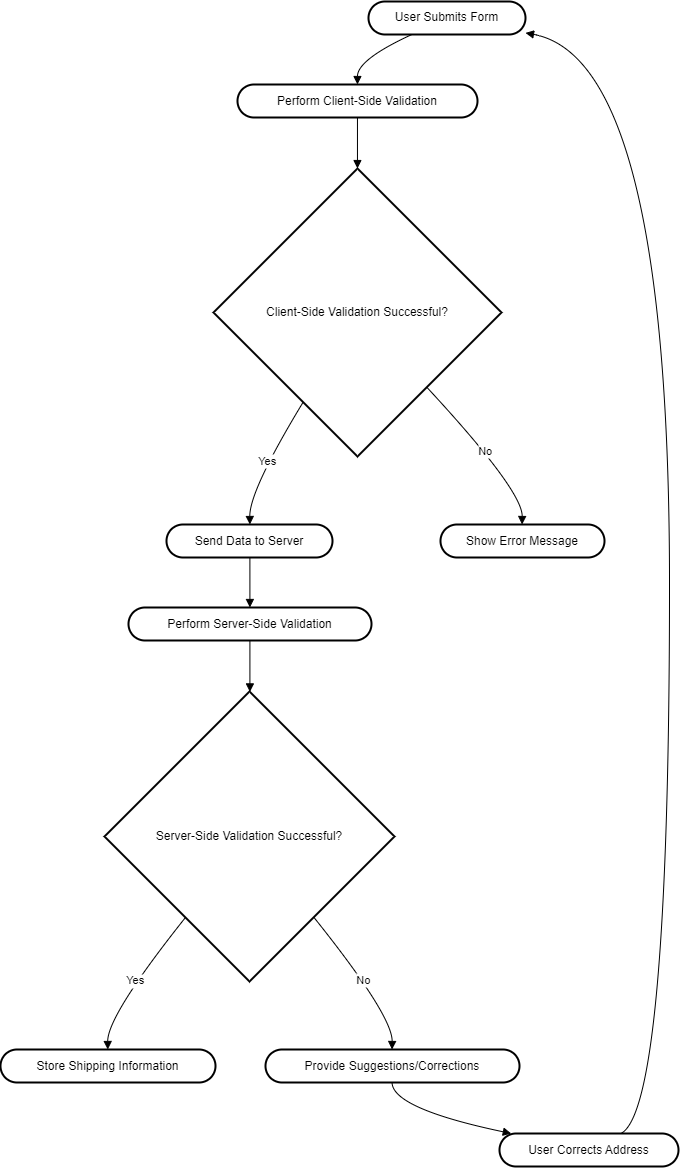 User Submits Form
Perform Client-Side Validation
Client-Side Validation Successful?
No
Yes
Send Data to Server
Show Error Message
Perform Server-Side Validation
Server-Side Validation Successful?
Yes
No
Store Shipping Information
Provide Suggestions/Corrections
User Corrects Address